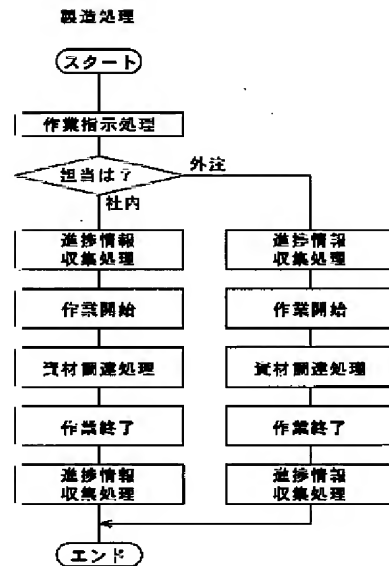 製造処理
スタート
作業指示処理
担当は？
外注
社内
進捗情報
収集処理
作業開始
資材調達処理
作業終了
進捗情報
収集処理
進捗情報
収集処理
作業開始
資材調達処理
作業終了
進捗情報
収集処理
エンド